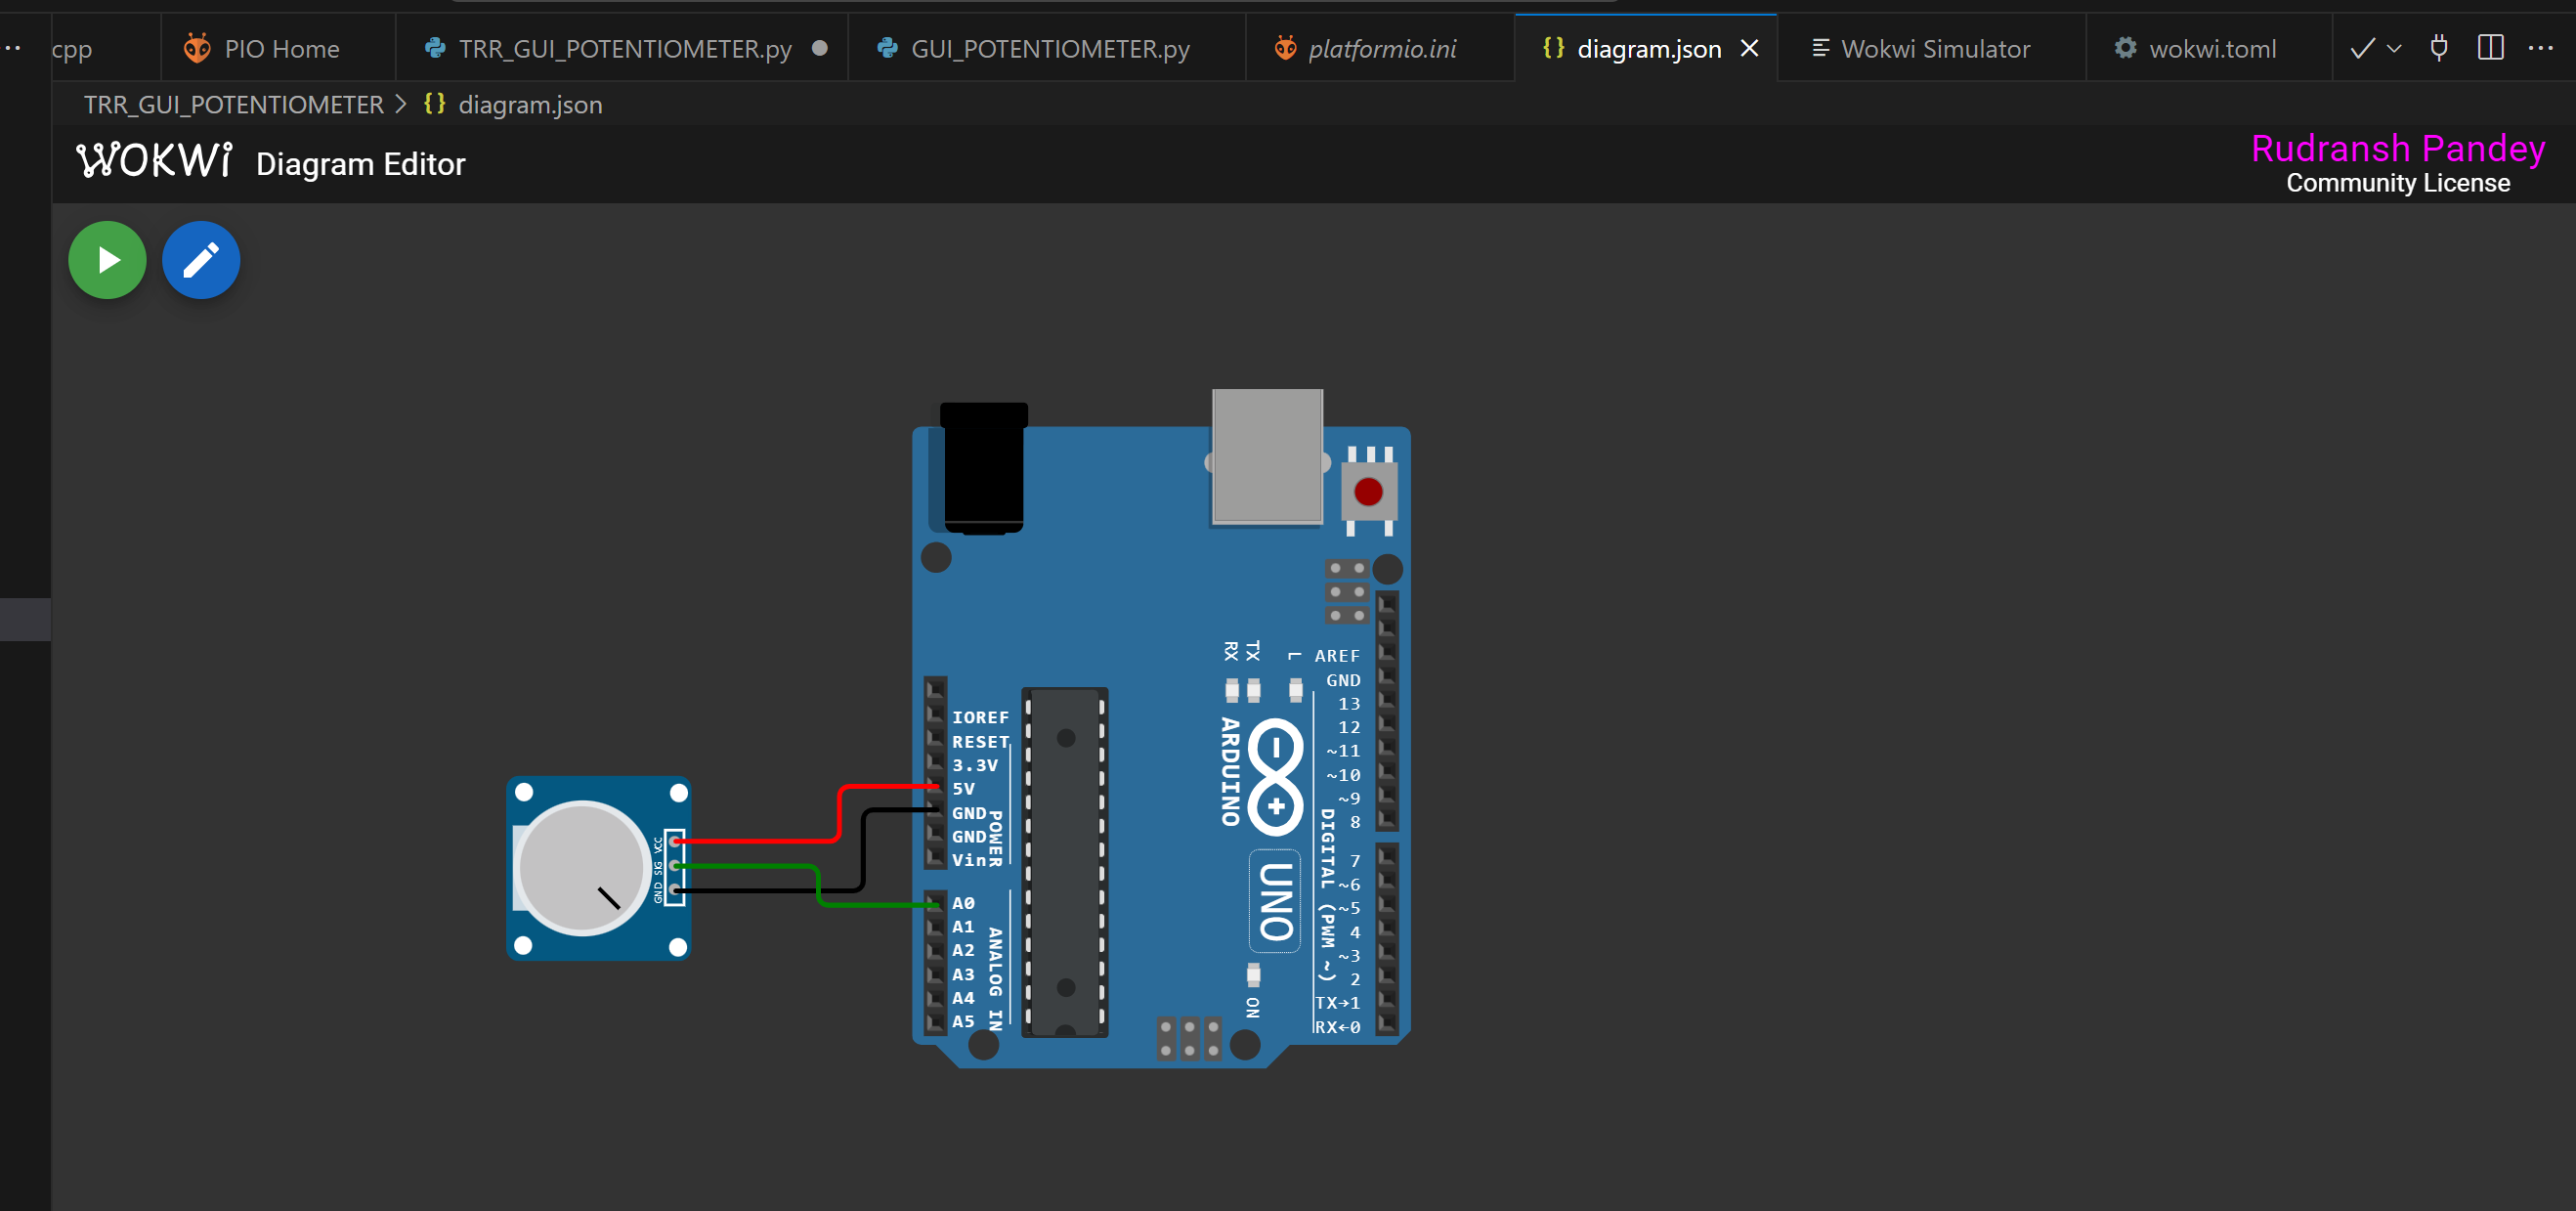 cpp
PIO Home
TRR_GUI_POTENTIOMETER.py
GUI_POTENTIOMETER.py
platformio.ini
{} diagram.json
Wokwi Simulator
wokwi.toml
TRR_GUI_POTENTIOMETER > {} diagram.json
WOKWi Diagram Editor
Rudransh Pandey
Community License
VCC
SIG
GND
IOREF
RESET
3.3V
5V
GND
GND
Vin
POWER
A0
A1
A2
A3
A4
A5
ANALOG IN
RX
TX
L
ARDUINO
UNO
ON
AREF
GND
13
12
~11
~10
~9
8
7
~6
~5
4
~3
2
TX→1
RX←0
DIGITAL (PWM ~)